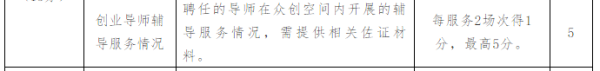 创业导师辅
导服务情况
聘任的导师在众创空间内开展的辅
导服务情况，需提供相关佐证材
料。
每服务2场次得1
分，最高5分。
5